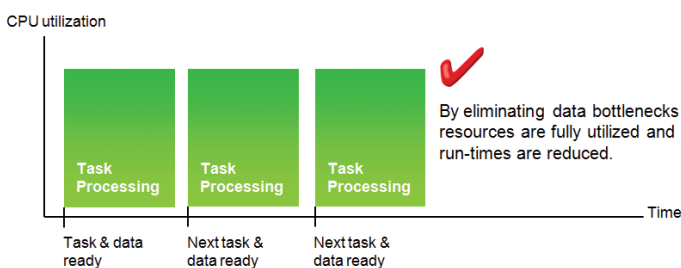 CPU utilization
By eliminating data bottlenecks
resources are fully utilized and
run-times are reduced.
Task
Processing
Task
Processing
Task
Processing
Time
Task & data
ready
Next task &
data ready
Next task &
data ready